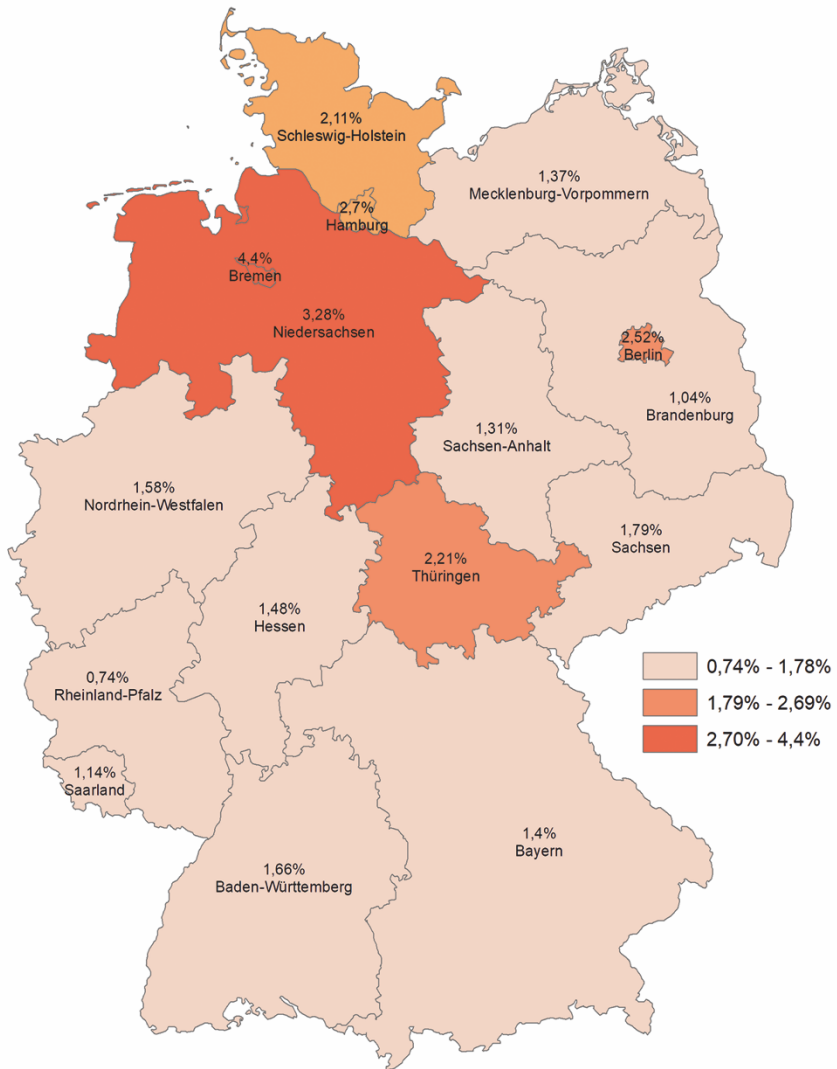 2,11%
Schleswig-Holstein
1,37%
Mecklenburg-Vorpommern
2,7%
Hamburg
4,4%
Bremen
3,28%
Niedersachsen
2,52%
Berlin
1,04%
Brandenburg
1,31%
Sachsen-Anhalt
1,58%
Nordrhein-Westfalen
1,79%
Sachsen
2,21%
Thüringen
1,48%
Hessen
0,74%
Rheinland-Pfalz
1,14%
Saarland
1,4%
Bayern
1,66%
Baden-Württemberg
0,74% - 1,78%
1,79% - 2,69%
2,70% - 4,4%